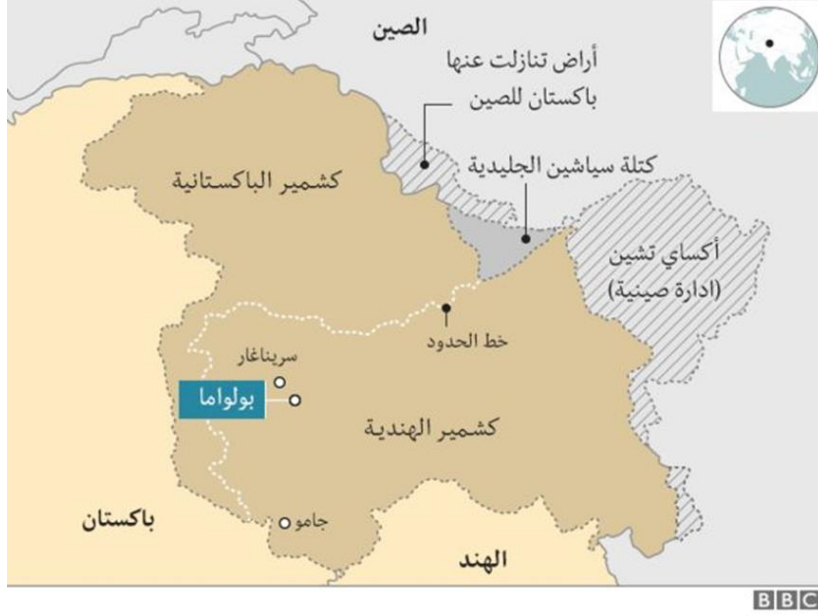 الصين
أراض تنازلت عنها
باكستان للصين
كتلة سياشين الجليدية
كشمير الباكستانية
أكساي تشين
(ادارة صينية)
خط الحدود
سريناغار
بولواما
كشمير الهندية
جامو
باكستان
الهند
BBC